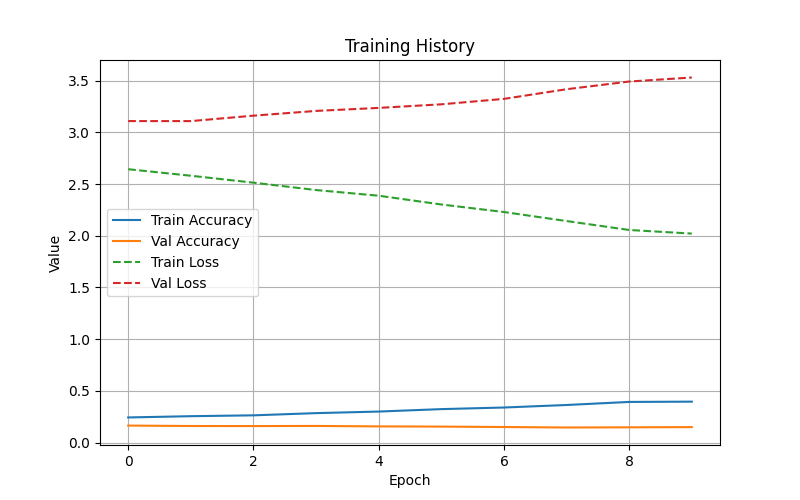 Training History
Value
3.5
3.0
2.5
2.0
1.5
1.0
0.5
0.0
Train Accuracy
Val Accuracy
Train Loss
Val Loss
0 2 4 6 8
Epoch